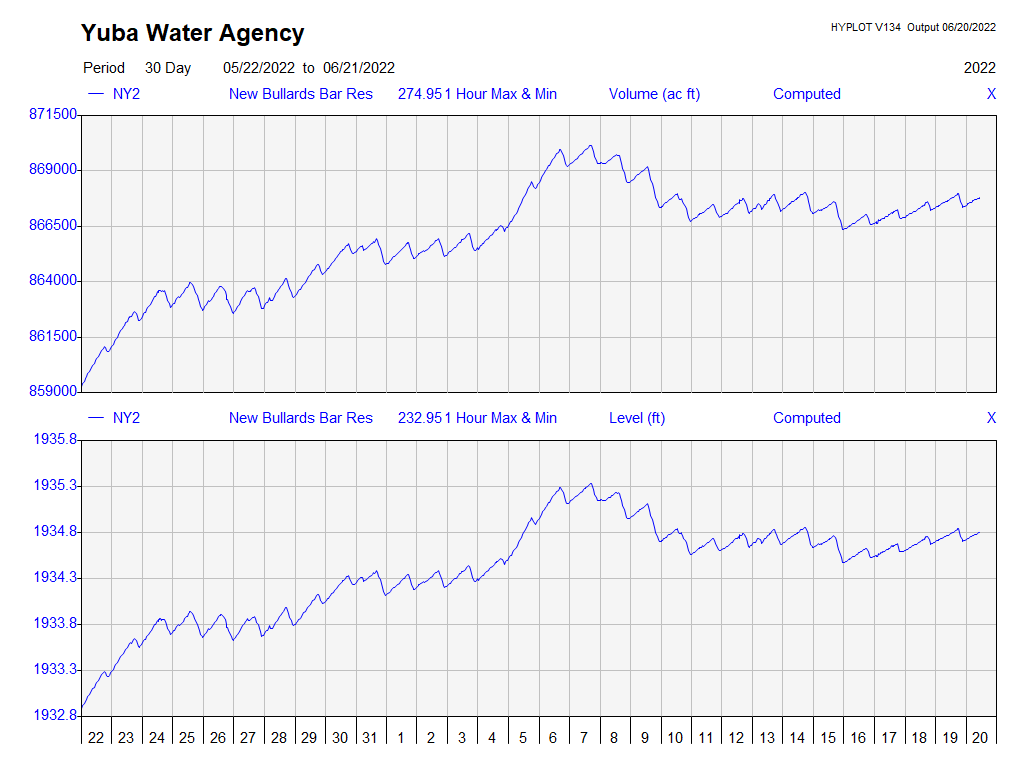 Yuba Water Agency
HYPLOT V134 Output 06/20/2022
Period 30 Day 05/22/2022 to 06/21/2022 2022
NY2 New Bullards Bar Res 274.951 Hour Max & Min Volume (ac ft) Computed X
871500
869000
866500
864000
861500
859000
NY2 New Bullards Bar Res 232.951 Hour Max & Min Level (ft) Computed X
1935.8
1935.3
1934.8
1934.3
1933.8
1933.3
1932.8
22 23 24 25 26 27 28 29 30 31 1 2 3 4 5 6 7 8 9 10 11 12 13 14 15 16 17 18 19 20